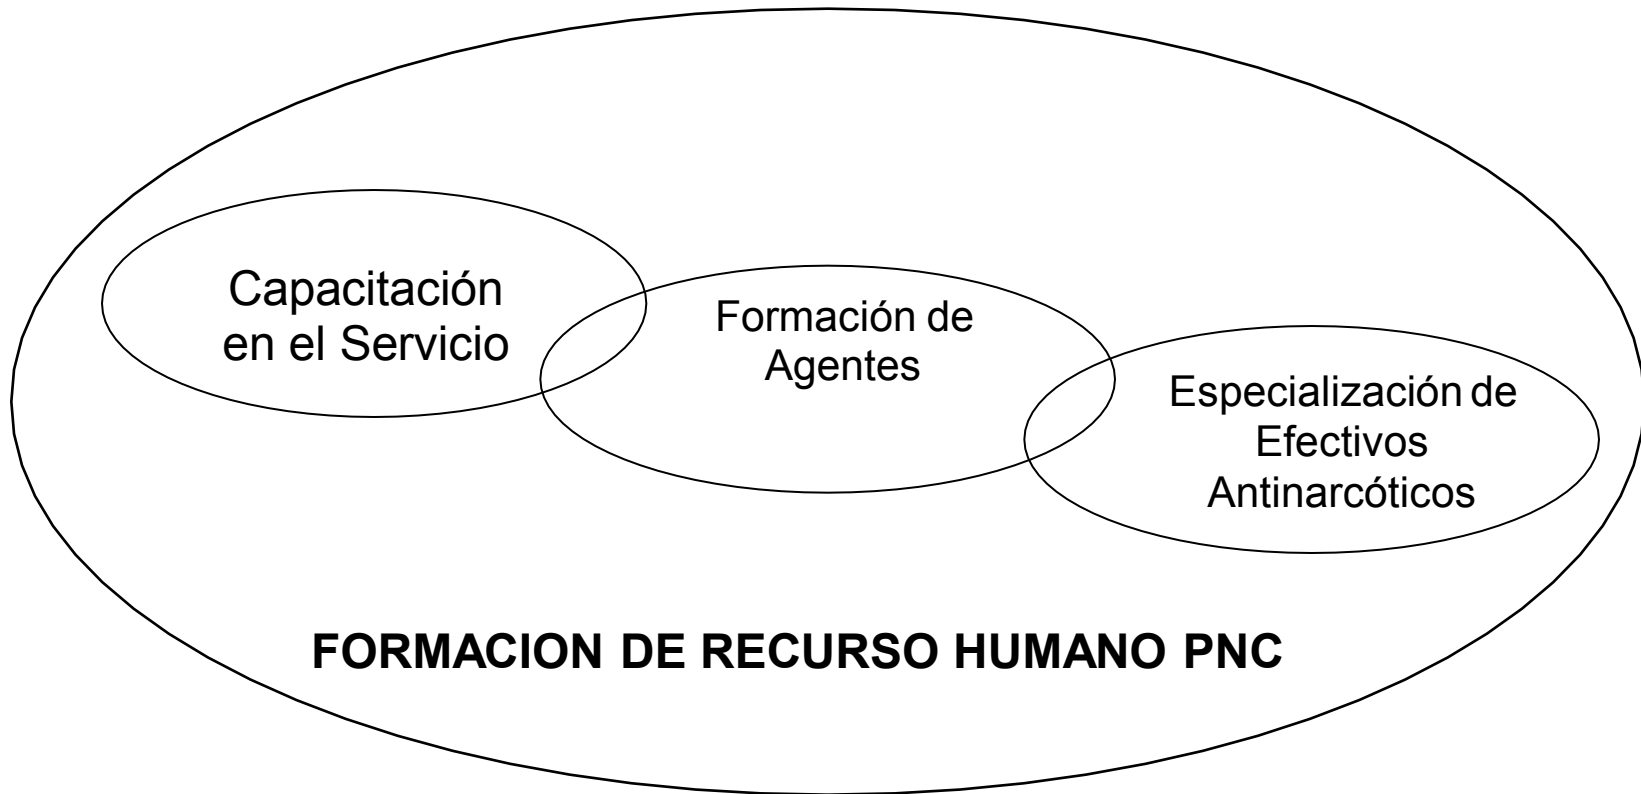 Capacitación
en el Servicio
Formación de
Agentes
Especialización de
Efectivos
Antinarcóticos
FORMACION DE RECURSO HUMANO PNC